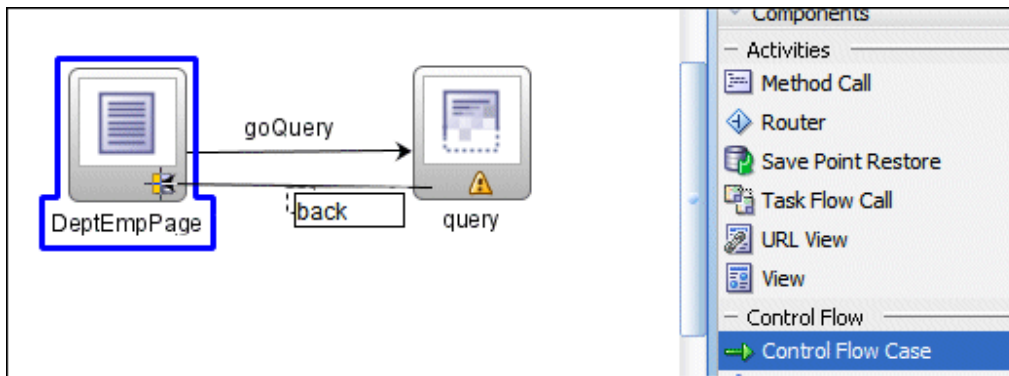 goQuery
back
DeptEmpPage
query
Components
Activities
Method Call
Router
Save Point Restore
Task Flow Call
URL View
View
Control Flow
Control Flow Case